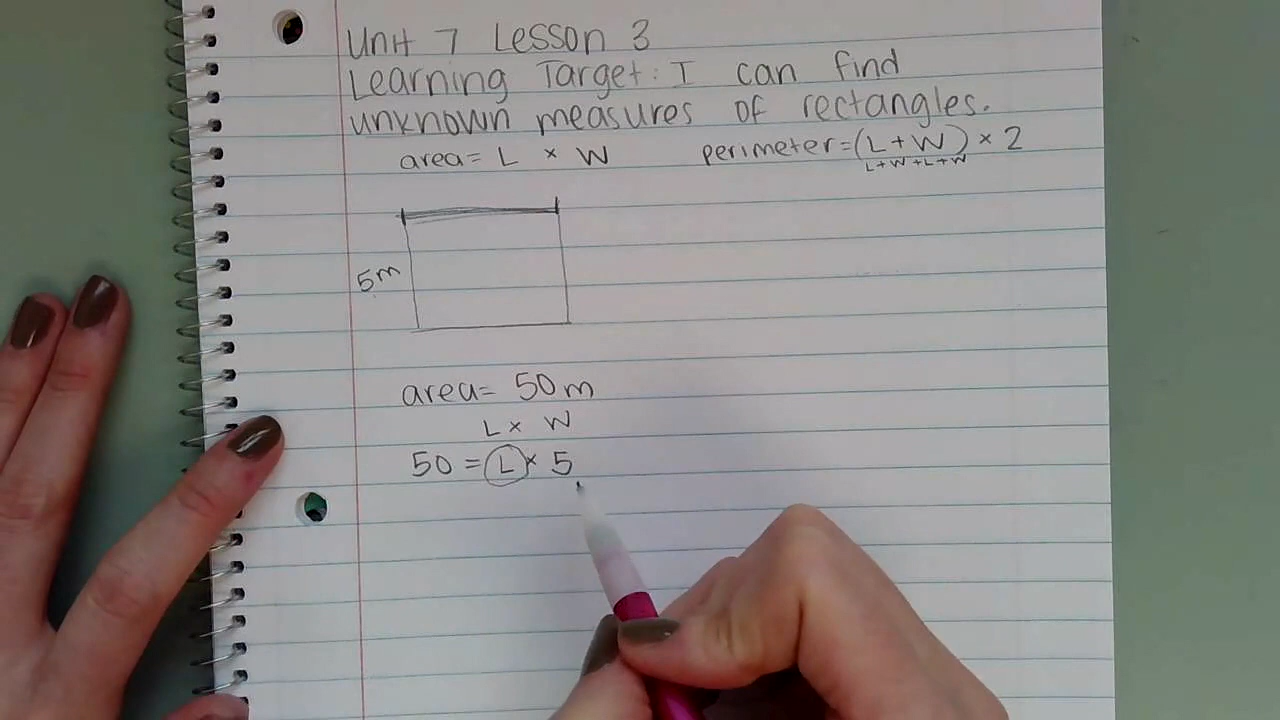 Unit 7 Lesson 3
Learning Target: I can find
unknown measures of rectangles.
area = L × W perimeter = (L + W) × 2
L+W+L+W
5m
area = 50 m
L × W
50 = L × 5